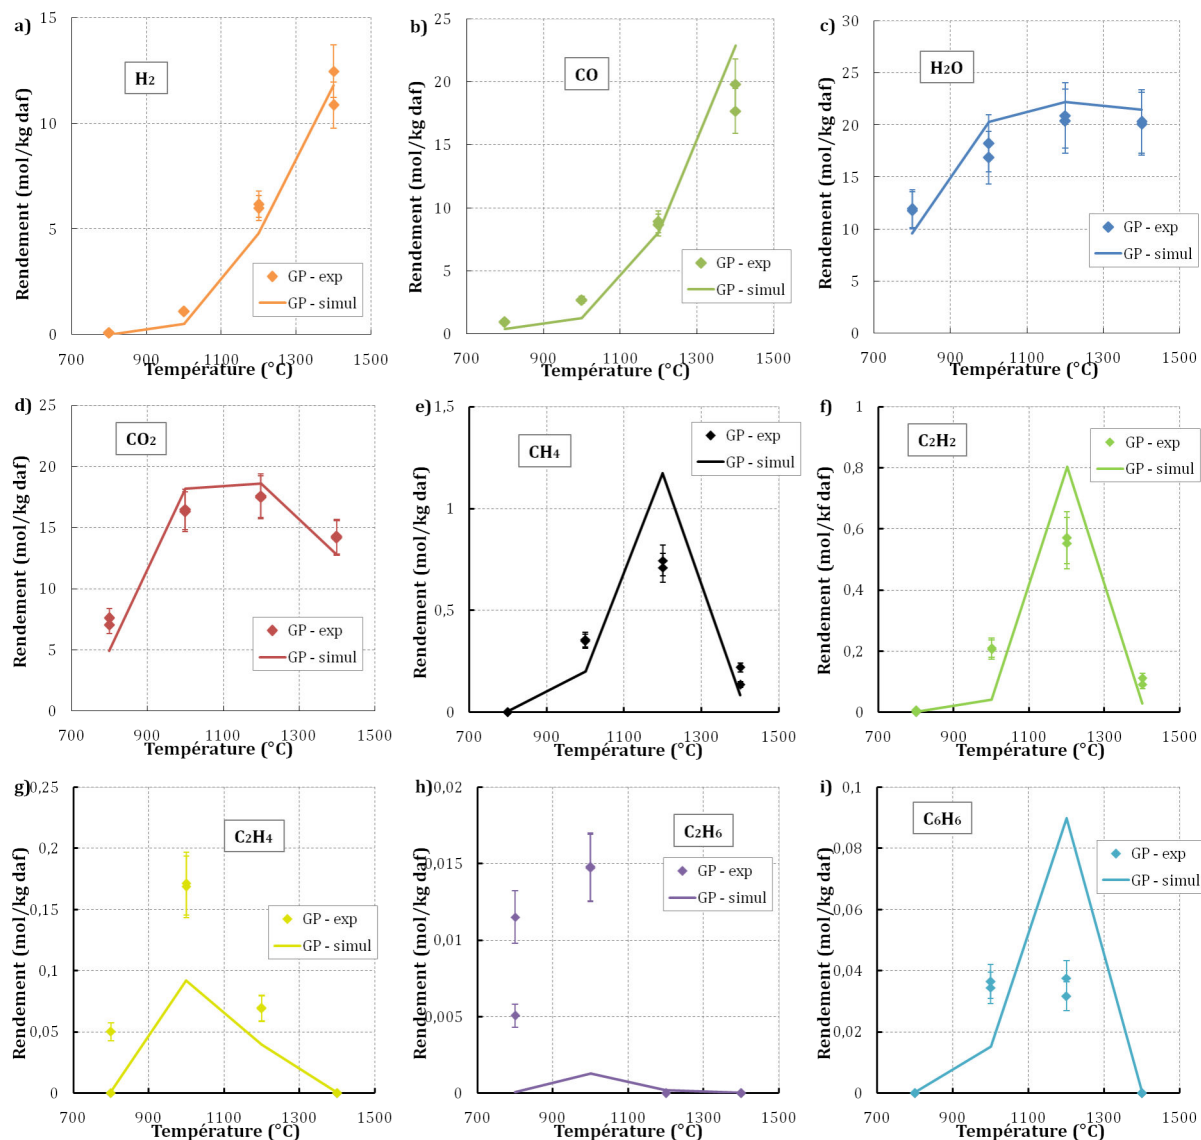 a)
H2
Rendement (mol/kg daf)
15
10
5
0
GP - exp
GP - simul
700
900
1100
1300
1500
Température (°C)
b)
CO
Rendement (mol/kg daf)
25
20
15
10
5
0
GP - exp
GP - simul
700
900
1100
1300
1500
Température (°C)
c)
H2O
Rendement (mol/kg daf)
30
25
20
15
10
5
0
GP - exp
GP - simul
700
900
1100
1300
1500
Température (°C)
d)
CO2
Rendement (mol/kg daf)
25
20
15
10
5
0
GP - exp
GP - simul
700
900
1100
1300
1500
Température (°C)
e)
CH4
Rendement (mol/kg daf)
1,5
1
0,5
0
GP - exp
GP - simul
700
900
1100
1300
1500
Température (°C)
f)
C2H2
Rendement (mol/kf daf)
1
0,8
0,6
0,4
0,2
0
GP - exp
GP - simul
700
900
1100
1300
1500
Température (°C)
g)
C2H4
Rendement (mol/kg daf)
0,25
0,2
0,15
0,1
0,05
0
GP - exp
GP - simul
700
900
1100
1300
1500
Température (°C)
h)
C2H6
Rendement (mol/kg daf)
0,02
0,015
0,01
0,005
0
GP - exp
GP - simul
700
900
1100
1300
1500
Température (°C)
i)
C6H6
Rendement (mol/kg daf)
0,1
0,08
0,06
0,04
0,02
0
GP - exp
GP - simul
700
900
1100
1300
1500
Température (°C)